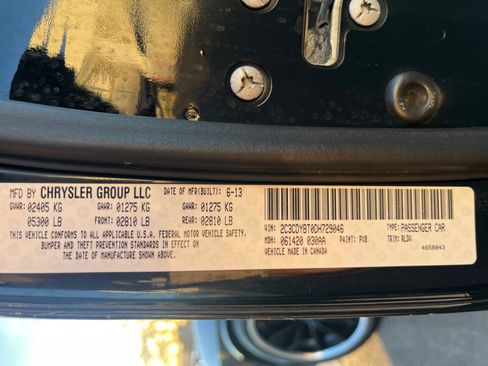 MFD BY CHRYSLER GROUP LLC DATE OF MFR(BUILT): 6-13
GVWR: 02405 KG GAWR: 01275 KG GAWR: 01275 KG
05300 LB FRONT: 02810 LB REAR: 02810 LB
THIS VEHICLE CONFORMS TO ALL APPLICABLE U.S.A. FEDERAL MOTOR VEHICLE SAFETY,
BUMPER AND THEFT PREVENTION STANDARDS IN EFFECT ON
THE DATE OF MANUFACTURE SHOWN ABOVE.
VIN: 2C3CDYBT0DH729046 TYPE: PASSENGER CAR
MDH: 061420 030AA PAINT: PX8 TRIM: RLDV
VEHICLE MADE IN CANADA 4658843